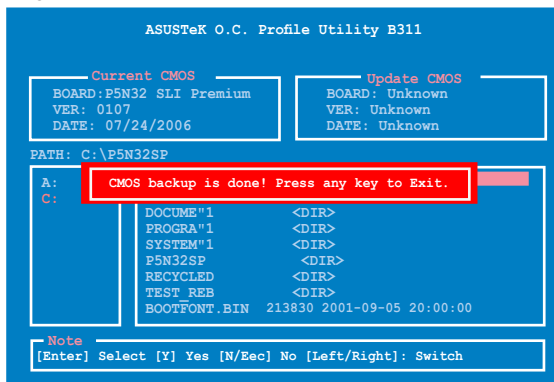 ASUSTeK O.C. Profile Utility B311
Current CMOS
BOARD:P5N32 SLI Premium
VER: 0107
DATE: 07/24/2006
Update CMOS
BOARD: Unknown
VER: Unknown
DATE: Unknown
PATH: C:\P5N32SP
A:
C:
CMOS backup is done! Press any key to Exit.
DOCUME"1 <DIR>
PROGRA"1 <DIR>
SYSTEM"1 <DIR>
P5N32SP <DIR>
RECYCLED <DIR>
TEST_REB <DIR>
BOOTFONT.BIN 213830 2001-09-05 20:00:00
Note
[Enter] Select [Y] Yes [N/Eec] No [Left/Right]: Switch